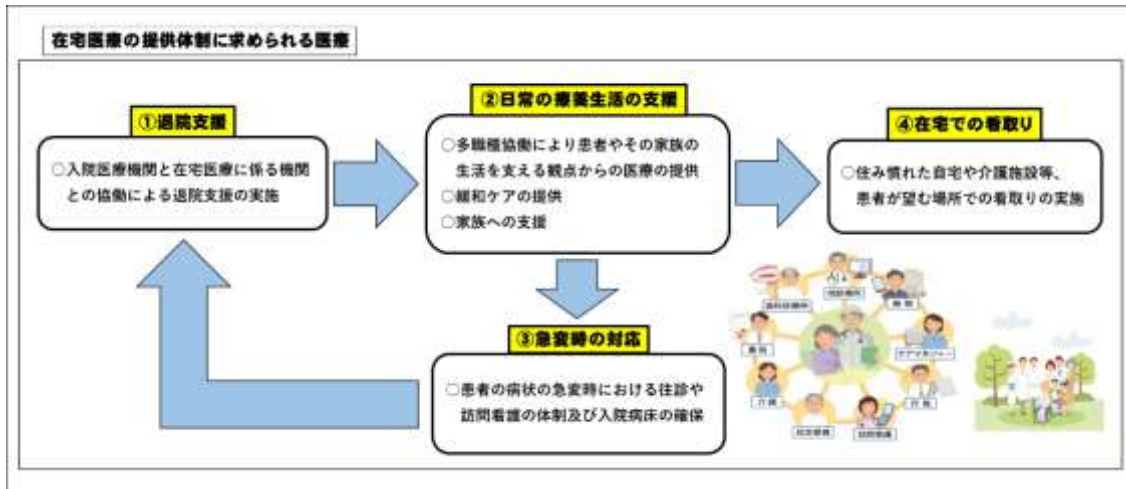 在宅医療の提供体制に求められる医療
①退院支援
○入院医療機関と在宅医療に係る機関
との協働による退院支援の実施
②日常の療養生活の支援
○多職種協働により患者やその家族の
生活を支える観点からの医療の提供
○緩和ケアの提供
○家族への支援
③急変時の対応
○患者の病状の急変時における往診や
訪問看護の体制及び入院病床の確保
④在宅での看取り
○住み慣れた自宅や介護施設等、
患者が望む場所での看取りの実施
歯科診療所
ケアマネジャー
訪問看護
介護
薬局